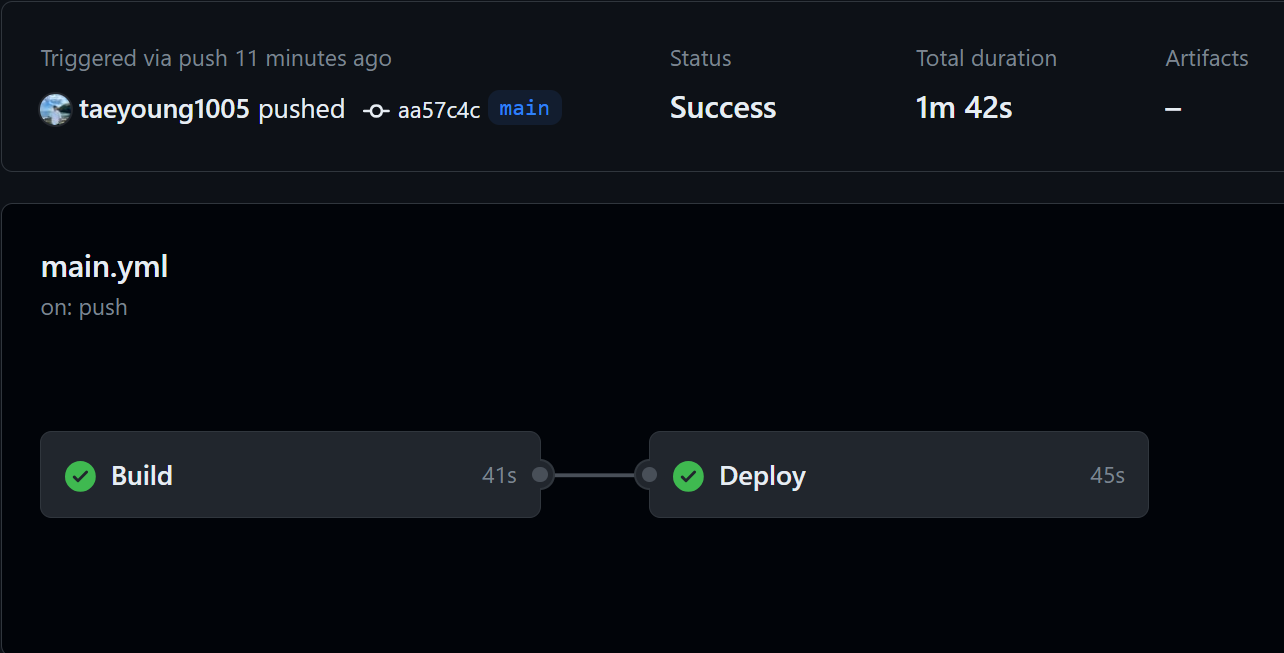 Triggered via push 11 minutes ago
taeyoung1005 pushed aa57c4c main
Status
Success
Total duration
1m 42s
Artifacts
–
main.yml
on: push
Build 41s
Deploy 45s